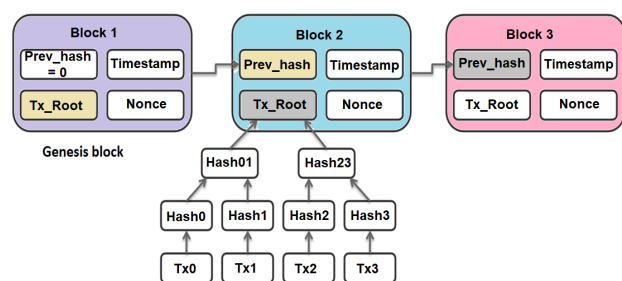 Block 1
Block 2
Block 3
Prev_hash
= 0
Timestamp
Prev_hash
Timestamp
Prev_hash
Timestamp
Tx_Root
Nonce
Tx_Root
Nonce
Tx_Root
Nonce
Genesis block
Hash01
Hash23
Hash0
Hash1
Hash2
Hash3
Tx0
Tx1
Tx2
Tx3